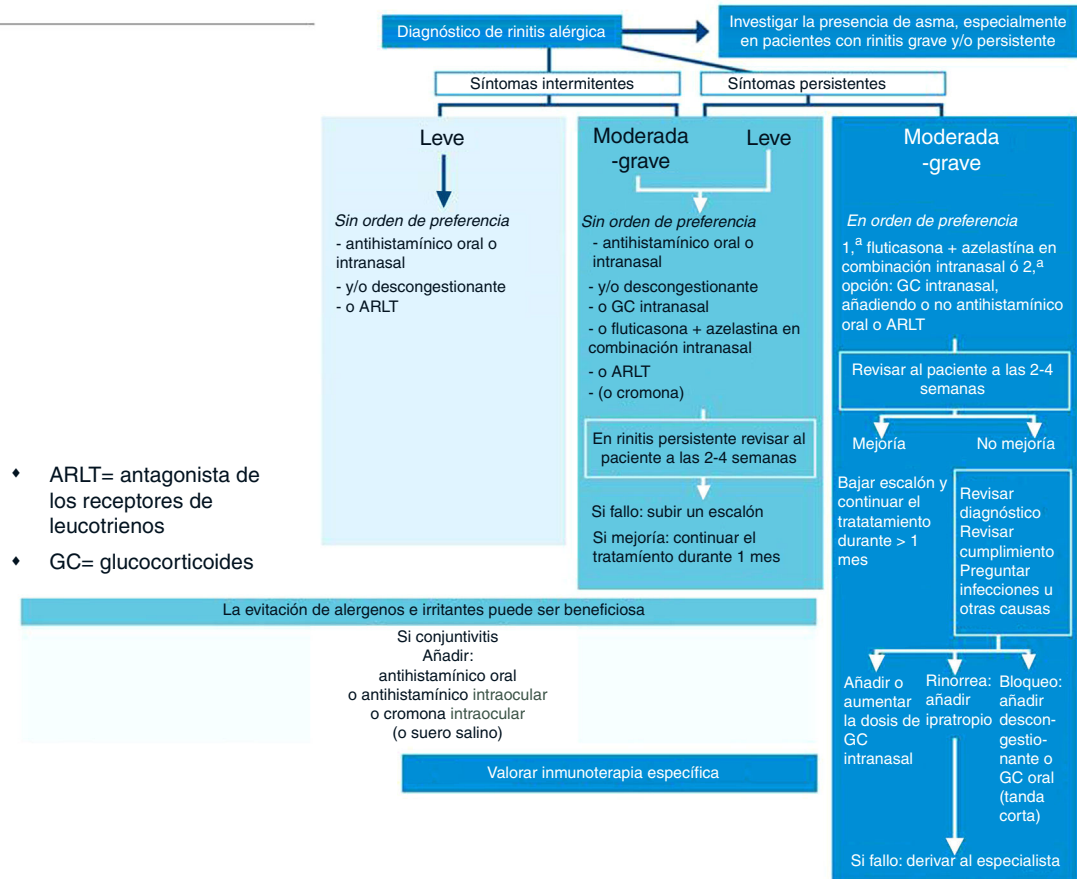 Diagnóstico de rinitis alérgica
Investigar la presencia de asma, especialmente
en pacientes con rinitis grave y/o persistente
Síntomas intermitentes
Síntomas persistentes
Leve
Sin orden de preferencia
- antihistamínico oral o
intranasal
- y/o descongestionante
- o ARLT
Moderada
-grave
Leve
Sin orden de preferencia
- antihistamínico oral o
intranasal
- y/o descongestionante
- o GC intranasal
- o fluticasona + azelastina en
combinación intranasal
- o ARLT
- (o cromona)
En rinitis persistente revisar al
paciente a las 2-4 semanas
Si fallo: subir un escalón
Si mejoría: continuar el
tratamíento durante 1 mes
Moderada
-grave
En orden de preferencia
1,ª fluticasona + azelastína en
combinación intranasal ó 2,ª
opción: GC intranasal,
añadiendo o no antihistamínico
oral o ARLT
Revisar al paciente a las 2-4
semanas
Mejoría
No mejoría
Bajar escalón y
continuar el
tratatamiento
durante > 1
mes
Revisar
diagnóstico
Revisar
cumplimiento
Preguntar
infecciones u
otras causas
Añadir o
aumentar
la dosis de
GC
intranasal
Rinorrea:
añadir
ipratropio
Bloqueo:
añadir
descon-
gestio-
nante o
GC oral
(tanda
corta)
Si fallo: derivar al especialista
♦ ARLT= antagonista de
los receptores de
leucotrienos
♦ GC= glucocorticoides
La evitación de alergenos e irritantes puede ser beneficiosa
Si conjuntivitis
Añadir:
antihistamínico oral
o antihistamínico intraocular
o cromona intraocular
(o suero salino)
Valorar inmunoterapia específica